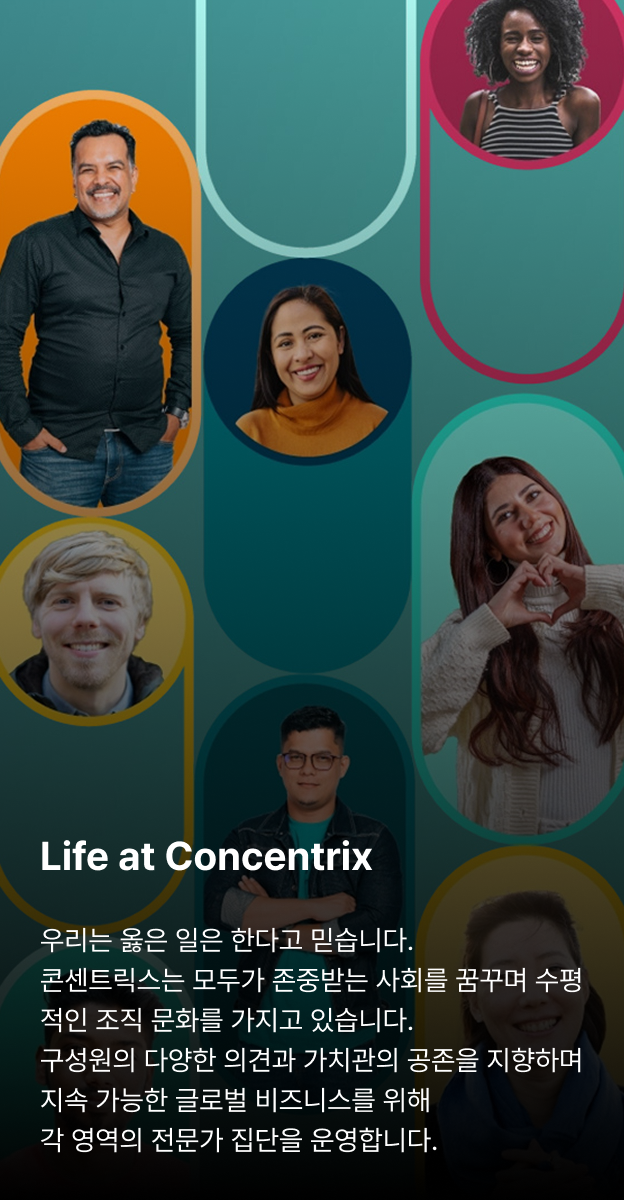 Life at Concentrix
우리는 옳은 일은 한다고 믿습니다.
콘센트릭스는 모두가 존중받는 사회를 꿈꾸며 수평
적인 조직 문화를 가지고 있습니다.
구성원의 다양한 의견과 가치관의 공존을 지향하며
지속 가능한 글로벌 비즈니스를 위해
각 영역의 전문가 집단을 운영합니다.